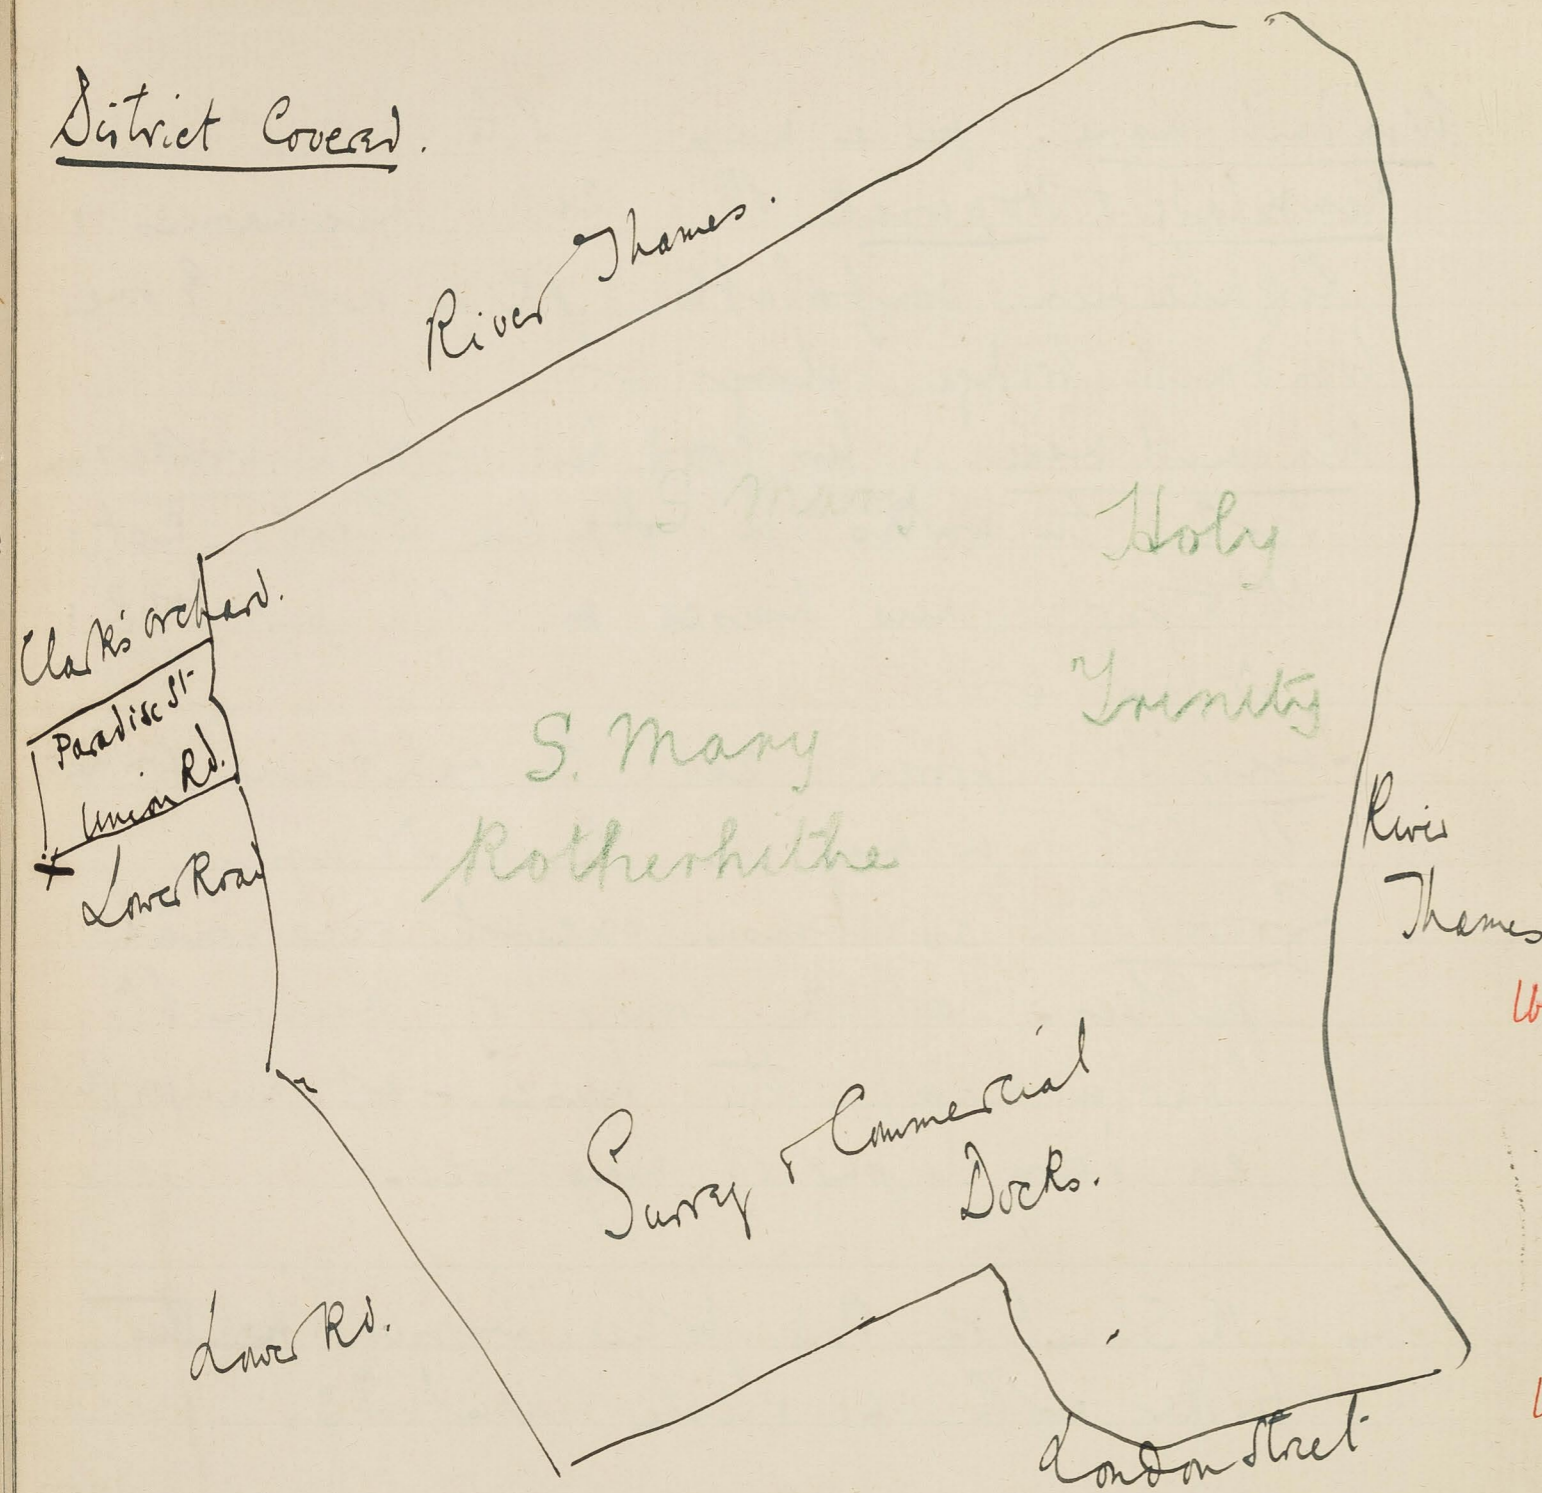 District Covered.
River Thames.
S. Mary
Holy
Trinity
Clark's orchard.
Paradise St
Union Rd.
Lower Road
S. Mary
Rotherhithe
River
Thames
Surrey & Commercial
Docks.
Lower Rd.
London Street